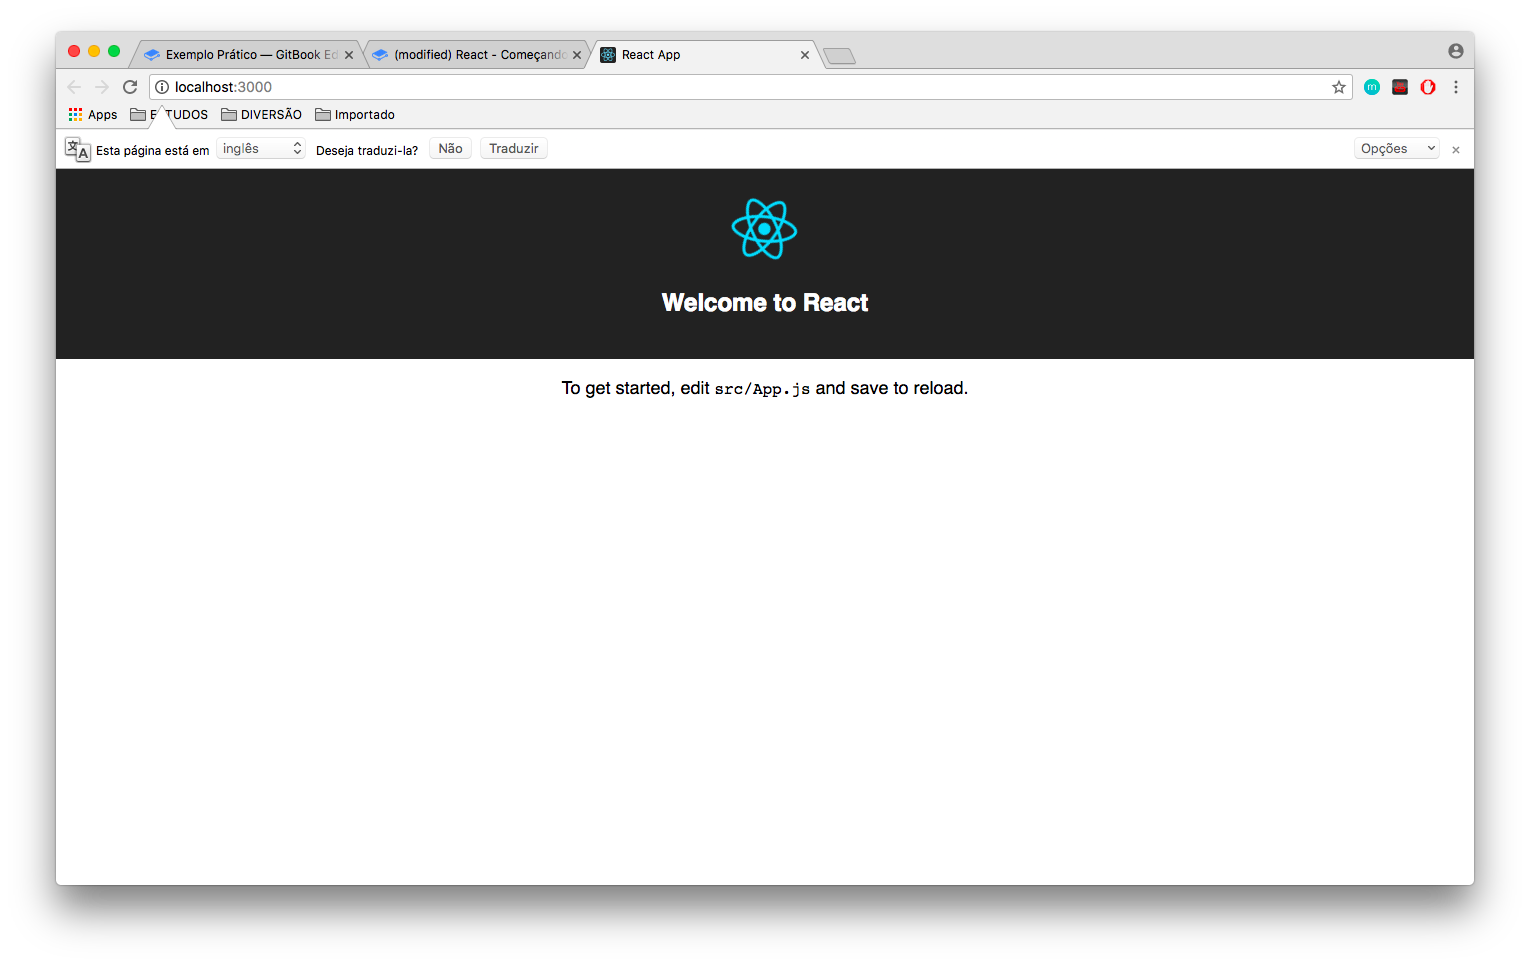 Exemplo Prático — GitBook Ed
(modified) React - Começando
React App
localhost:3000
Apps
DIVERSÃO
Importado
Esta página está em
inglês
Deseja traduzi-la?
Não
Traduzir
Opções
Welcome to React
To get started, edit src/App.js and save to reload.